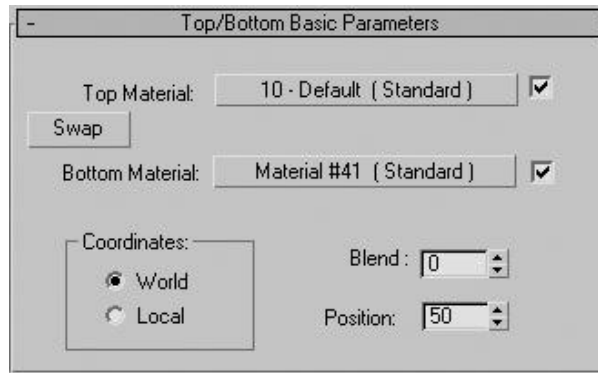 - Top/Bottom Basic Parameters
Top Material: 10 - Default ( Standard )
Swap
Bottom Material: Material #41 ( Standard )
Coordinates:
World
Local
Blend : 0
Position: 50